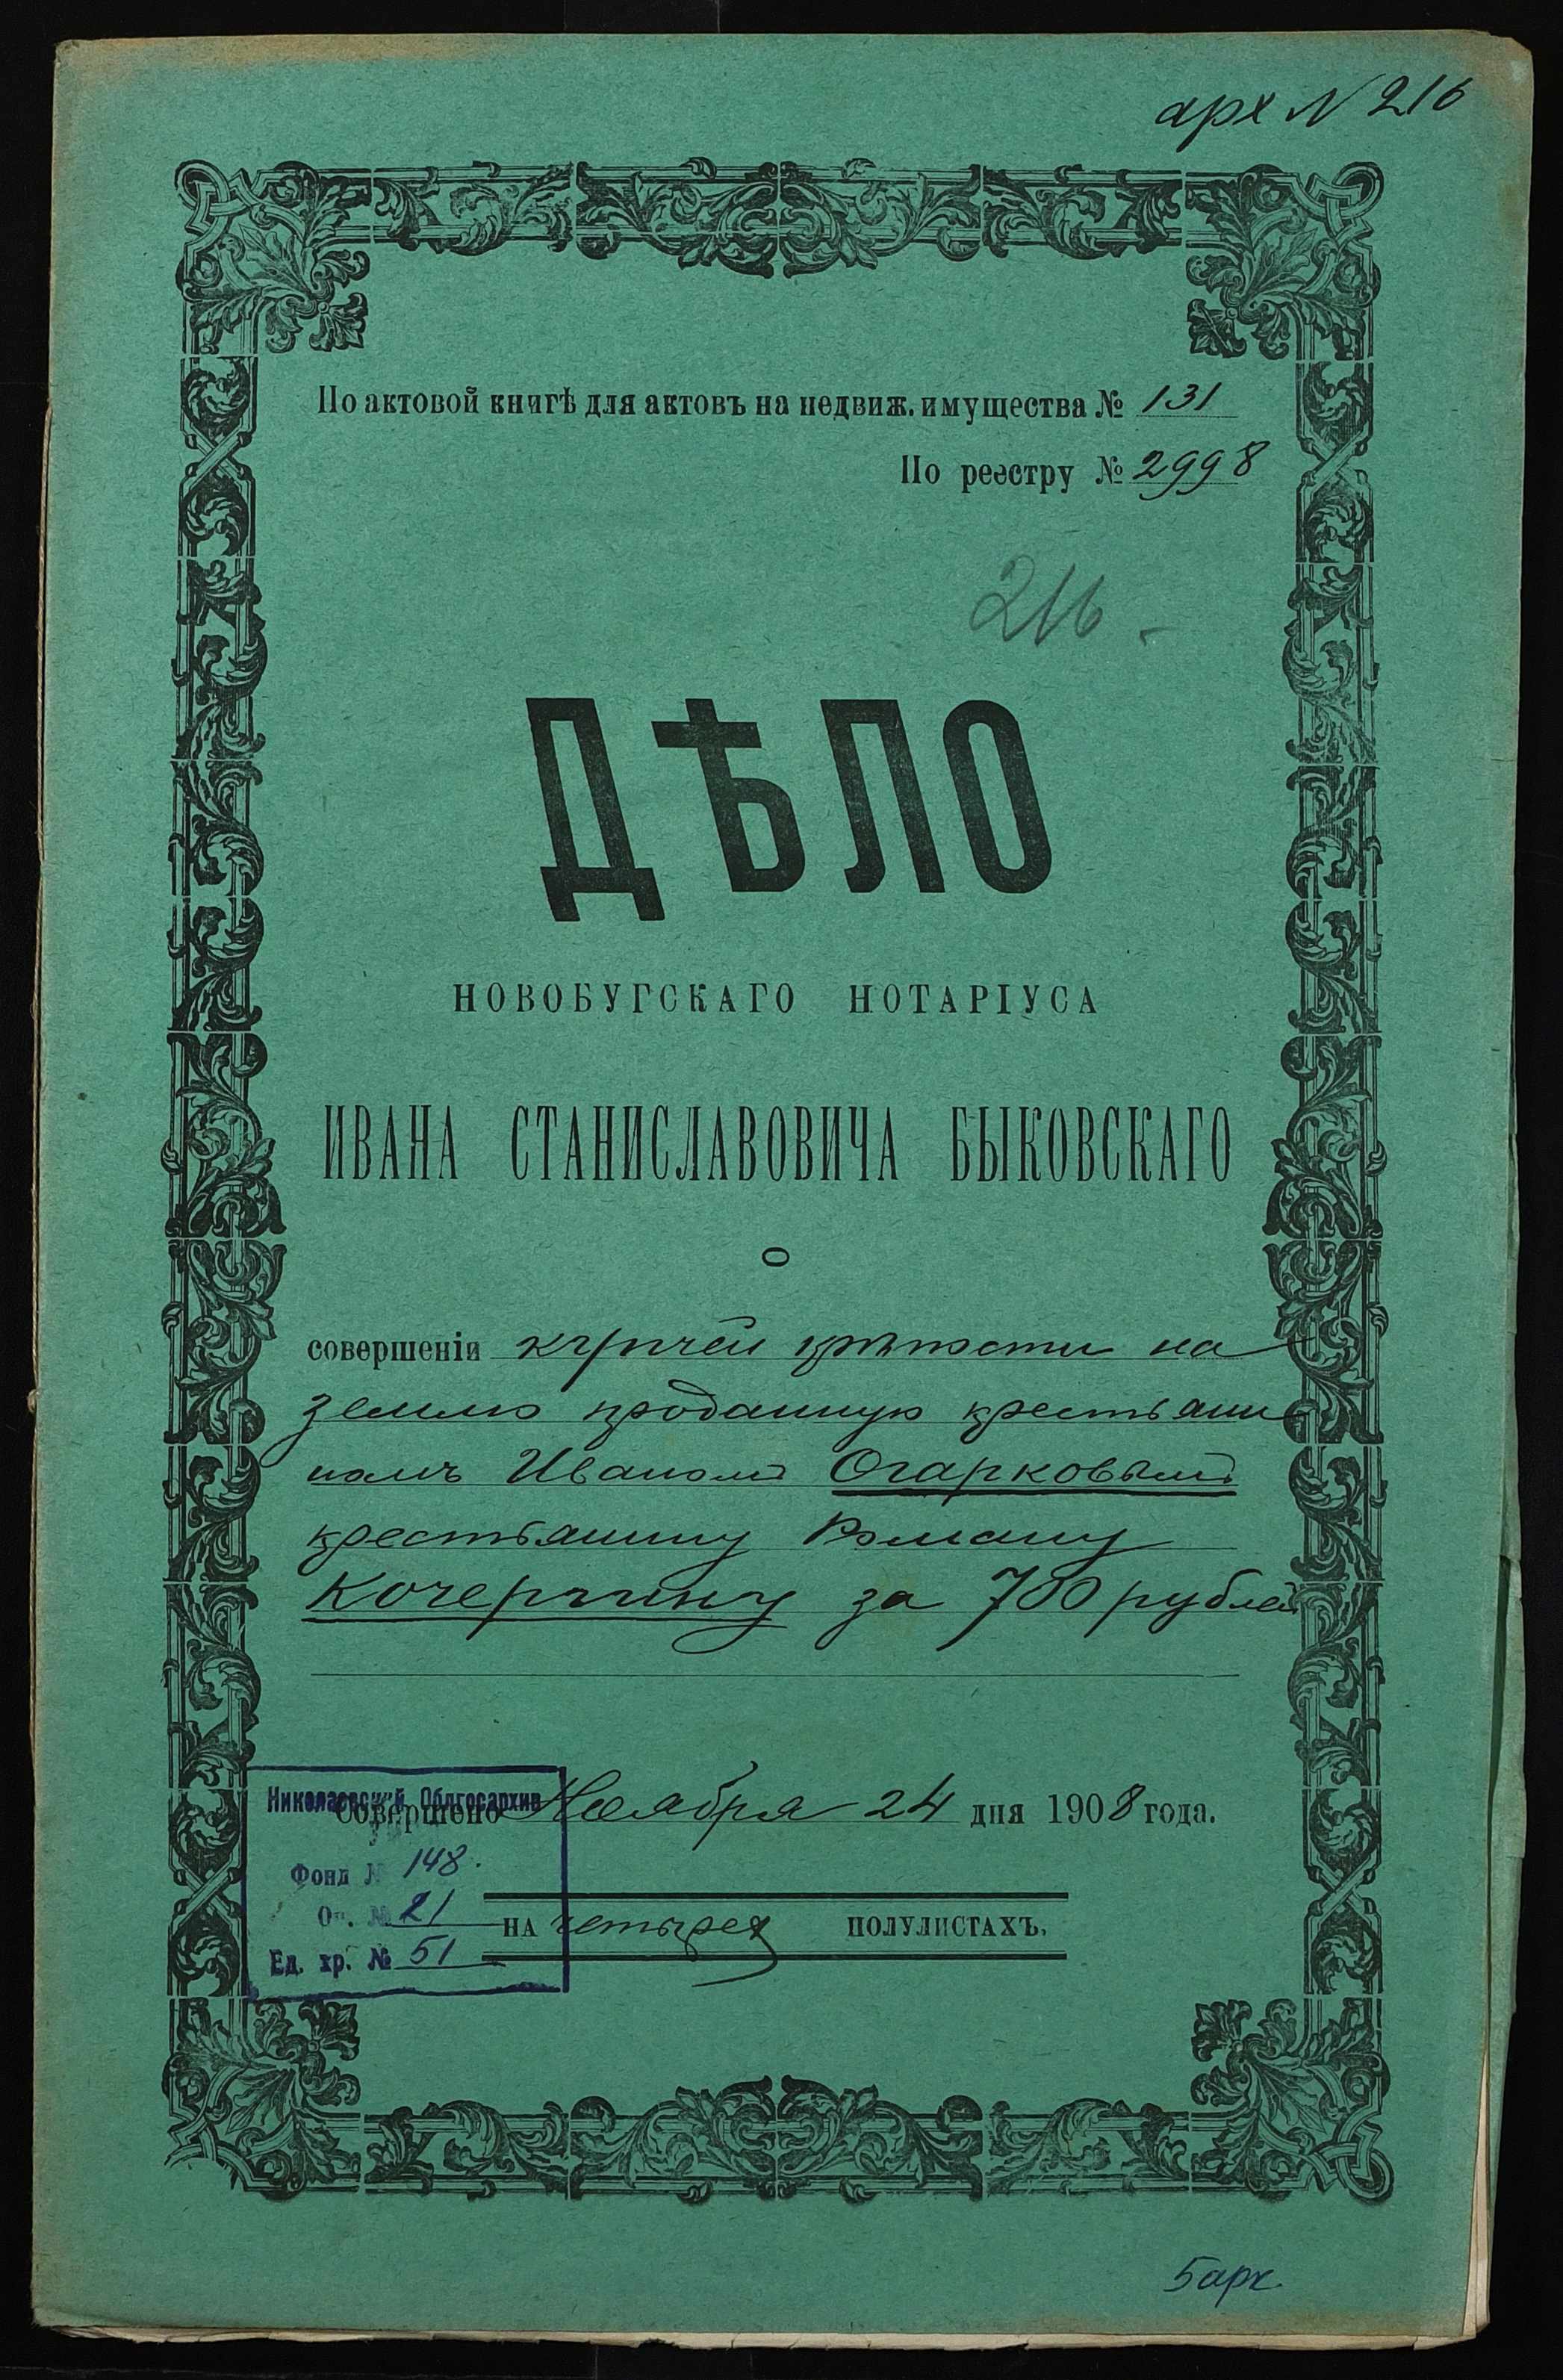 арх N 216
По актовой книгѣ для актовъ на недвиж. имущества № 131
По реестру № 2998
216 -
ДѢЛО
НОВОБУГСКАГО НОТАРІУСА
ИВАНА СТАНИСЛАВОВИЧА БЫКОВСКАГО
О
совершеніи купчей крѣпости на
землю проданную крестьяни
номъ Иваномъ Огарковымъ
крестьянину Роману
Кочергину за 700 рублей
Николаевский Облгосархив
Совершено Ноября 24 дня 1908 года.
Фонд № 148.
Оп. № 21
на четырех полулистахъ.
Ед. хр. № 51
5 арк.